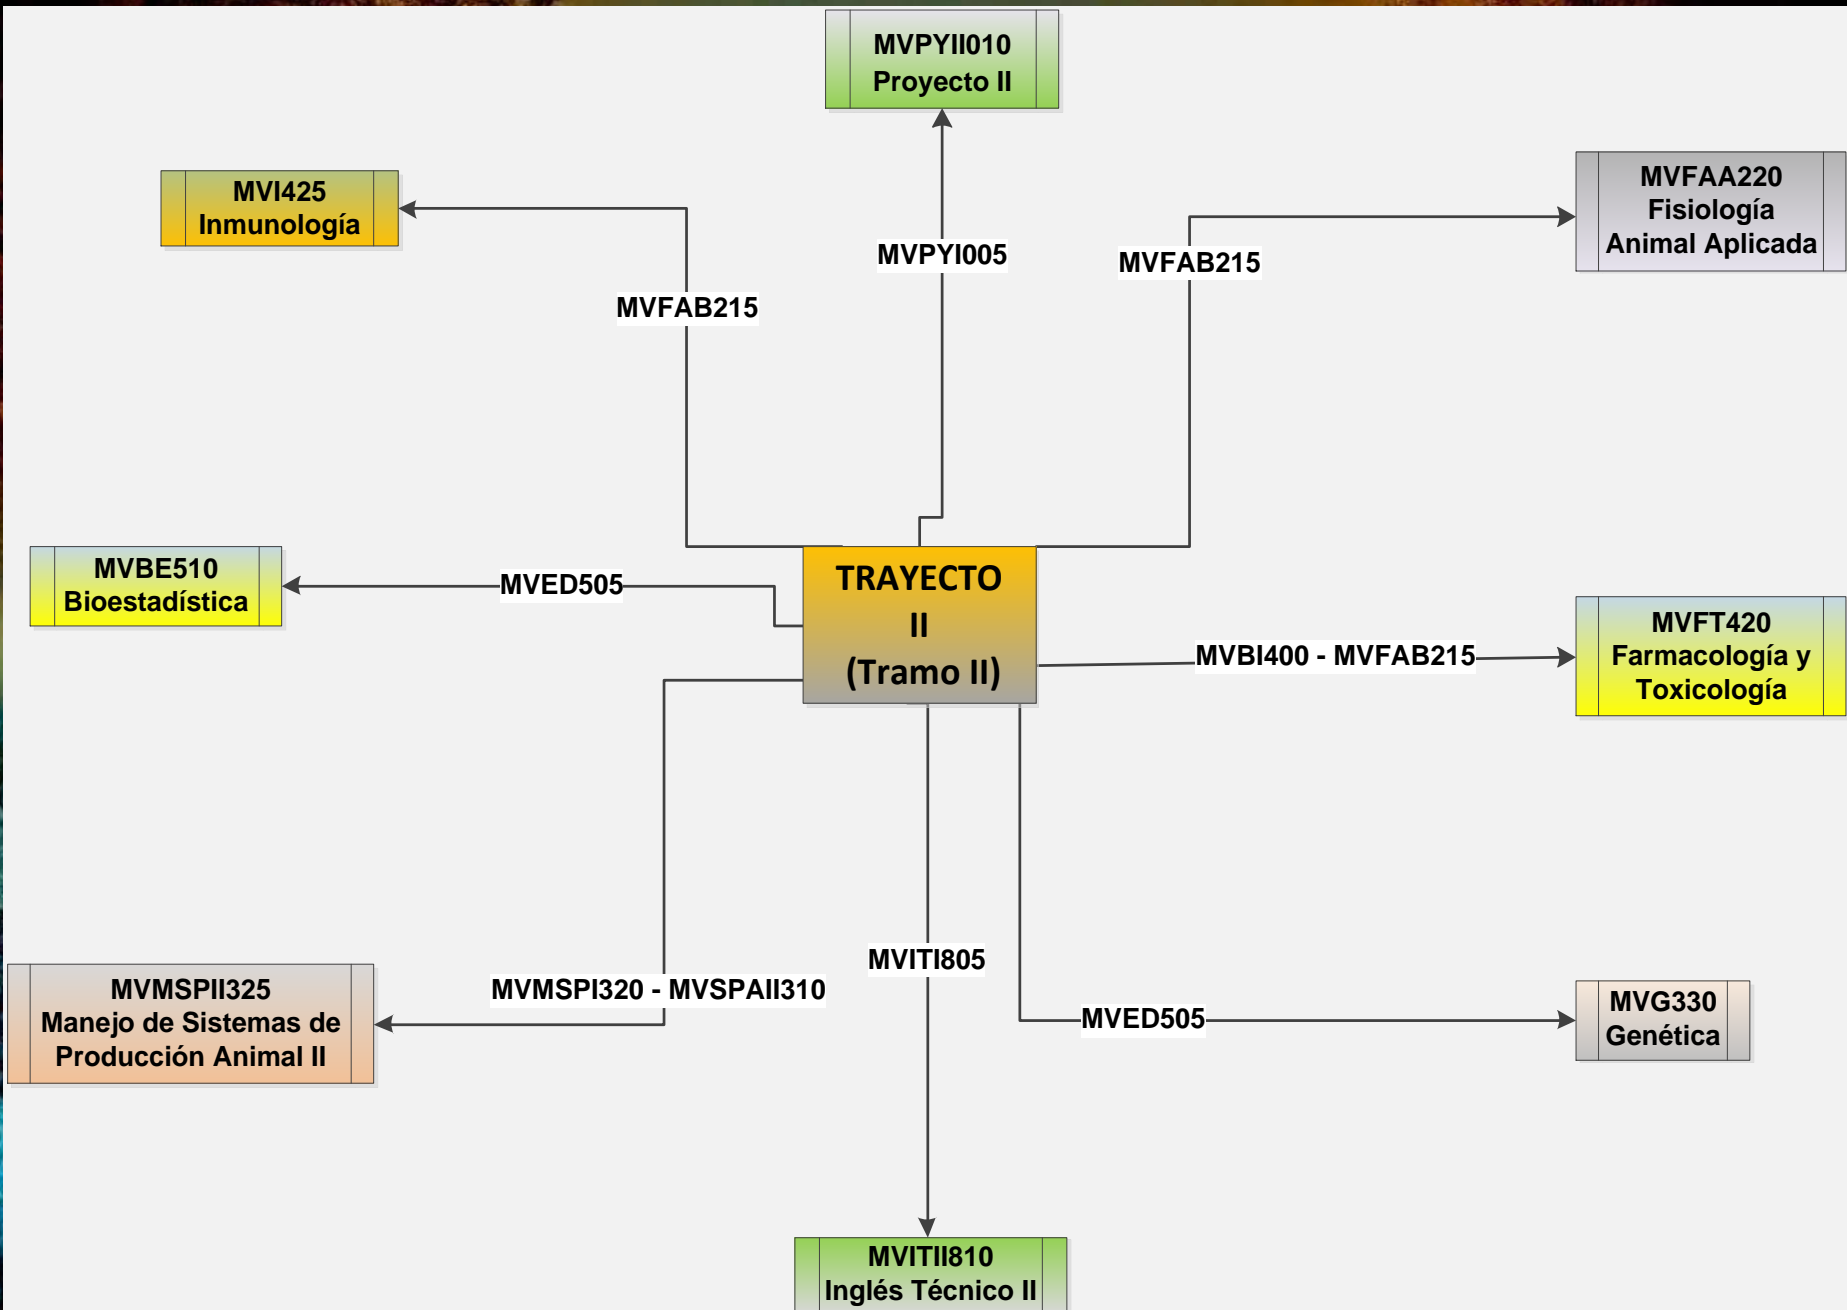 MVPYII010
Proyecto II
MVI425
Inmunología
MVFAA220
Fisiología
Animal Aplicada
MVPYI005
MVFAB215
MVFAB215
MVBE510
Bioestadística
MVED505
TRAYECTO
II
(Tramo II)
MVBI400 - MVFAB215
MVFT420
Farmacología y
Toxicología
MVMSPII325
Manejo de Sistemas de
Producción Animal II
MVMSPI320 - MVSPAII310
MVITI805
MVED505
MVG330
Genética
MVITII810
Inglés Técnico II